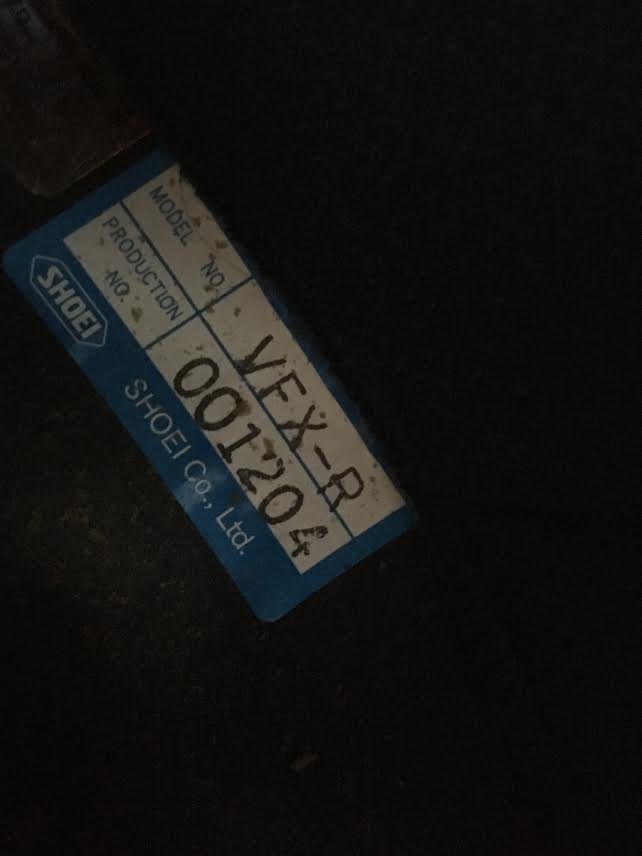 MODEL NO. VFX-R
PRODUCTION NO. 001204
SHOEI SHOEI Co., Ltd.